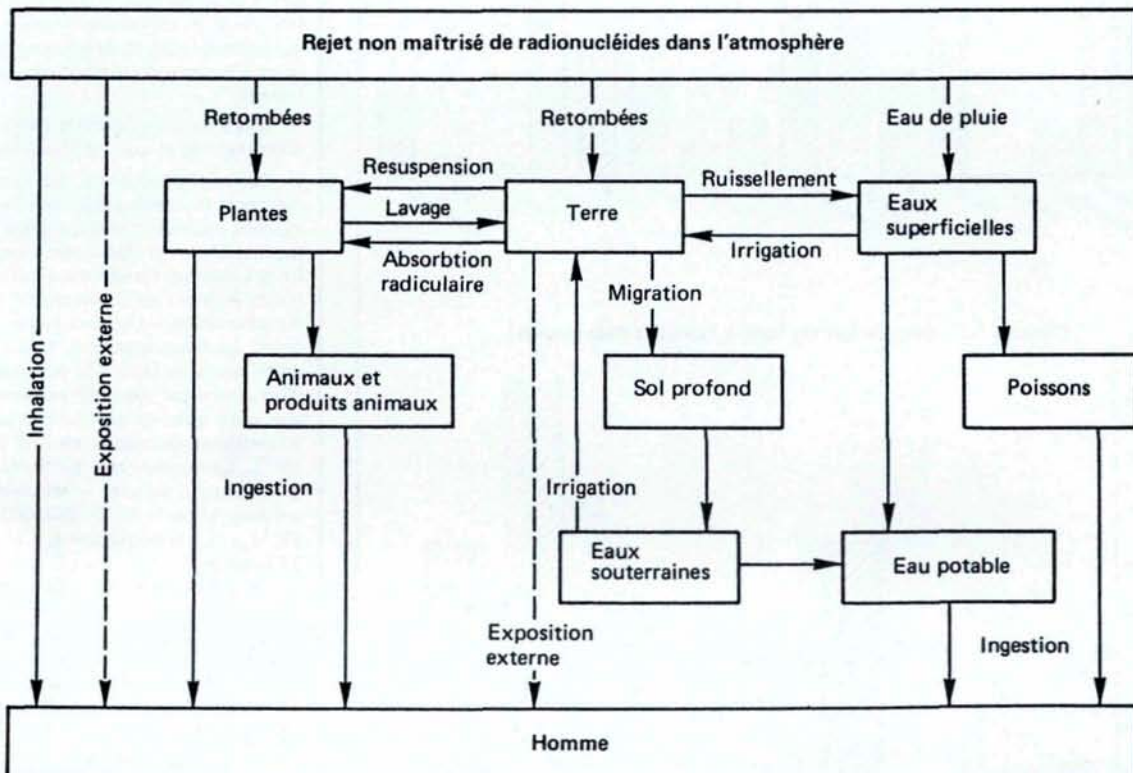 Rejet non maîtrisé de radionucléides dans l'atmosphère
Retombées
Retombées
Eau de pluie
Resuspension
Ruissellement
Plantes
Lavage
Terre
Eaux
superficielles
Absorbtion
radiculaire
Irrigation
Migration
Inhalation
Exposition externe
Animaux et
produits animaux
Sol profond
Poissons
Ingestion
Irrigation
Eaux
souterraines
Eau potable
Exposition
externe
Ingestion
Homme